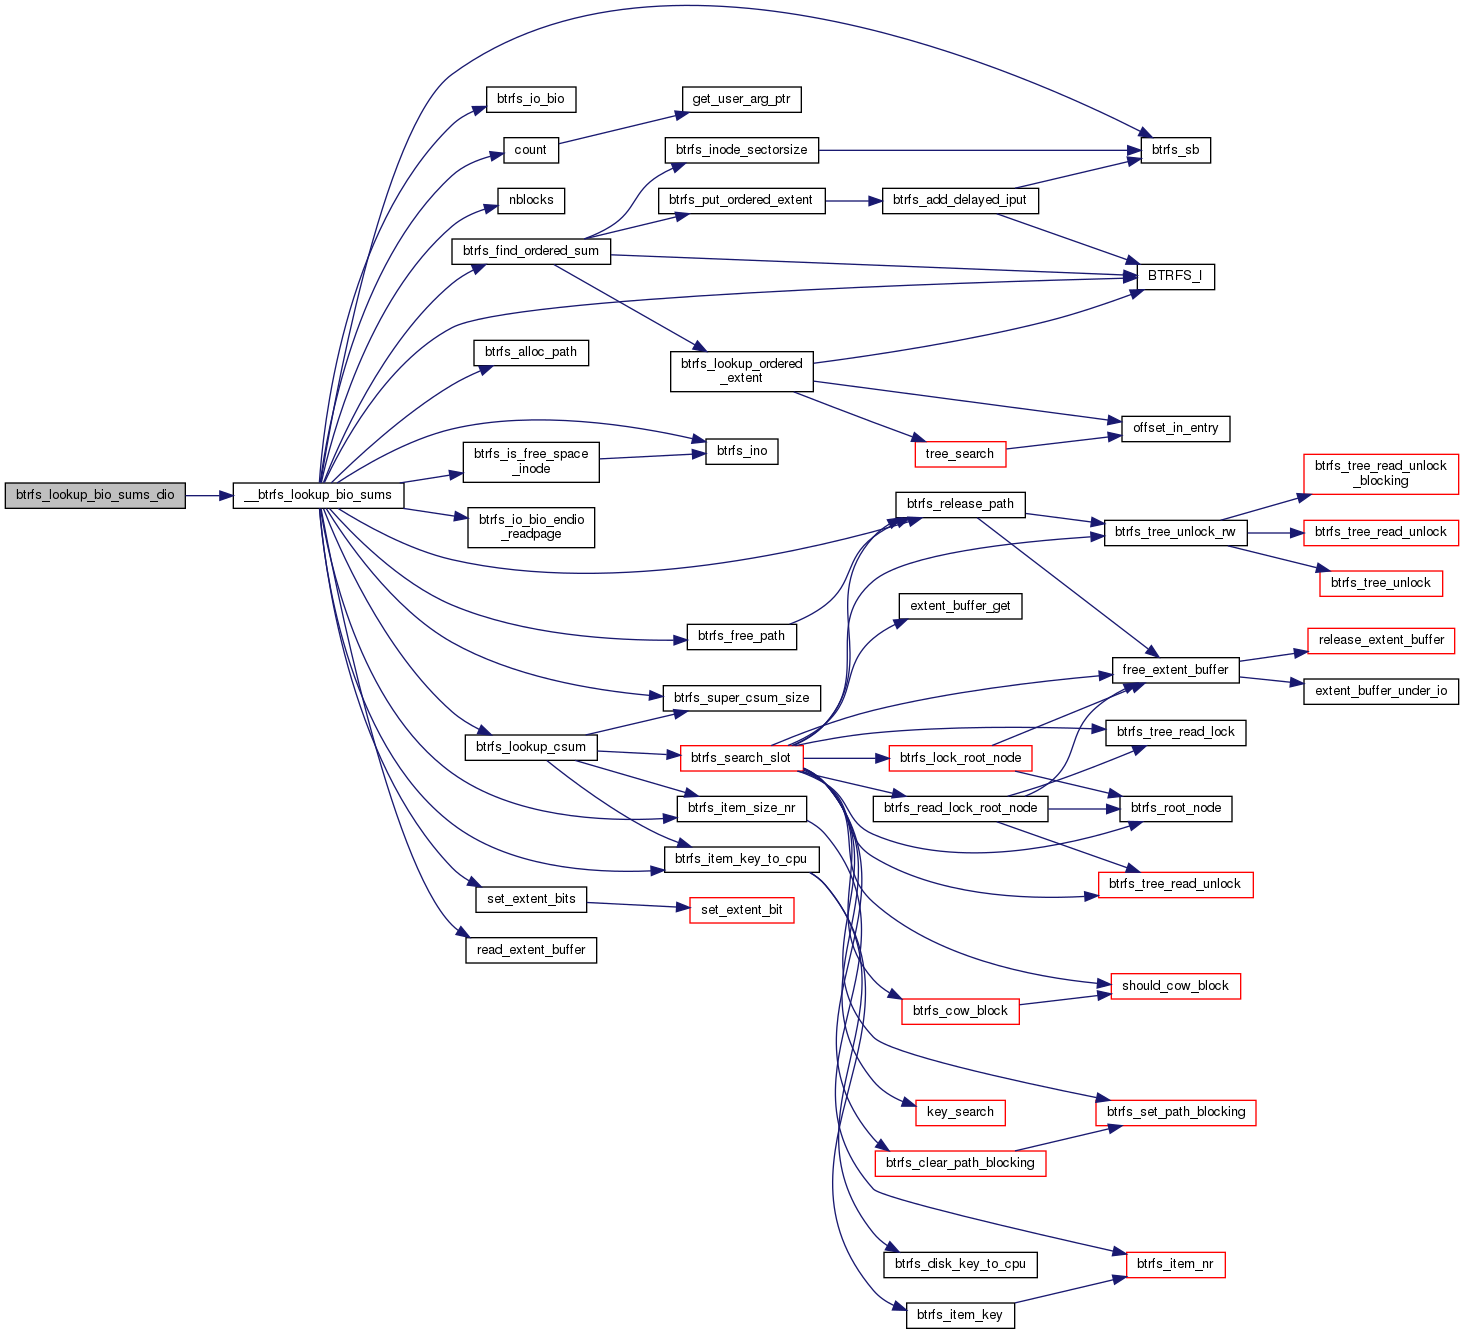 btrfs_io_bio
get_user_arg_ptr
count
btrfs_inode_sectorsize
btrfs_sb
nblocks
btrfs_put_ordered_extent
btrfs_add_delayed_iput
btrfs_find_ordered_sum
BTRFS_I
btrfs_alloc_path
btrfs_lookup_ordered
_extent
offset_in_entry
btrfs_ino
tree_search
btrfs_is_free_space
_inode
btrfs_tree_read_unlock
_blocking
btrfs_lookup_bio_sums_dio
__btrfs_lookup_bio_sums
btrfs_release_path
btrfs_io_bio_endio
_readpage
btrfs_tree_unlock_rw
btrfs_tree_read_unlock
btrfs_tree_unlock
extent_buffer_get
btrfs_free_path
release_extent_buffer
free_extent_buffer
extent_buffer_under_io
btrfs_super_csum_size
btrfs_tree_read_lock
btrfs_lookup_csum
btrfs_search_slot
btrfs_lock_root_node
btrfs_item_size_nr
btrfs_read_lock_root_node
btrfs_root_node
btrfs_item_key_to_cpu
btrfs_tree_read_unlock
set_extent_bits
set_extent_bit
read_extent_buffer
should_cow_block
btrfs_cow_block
key_search
btrfs_set_path_blocking
btrfs_clear_path_blocking
btrfs_disk_key_to_cpu
btrfs_item_nr
btrfs_item_key